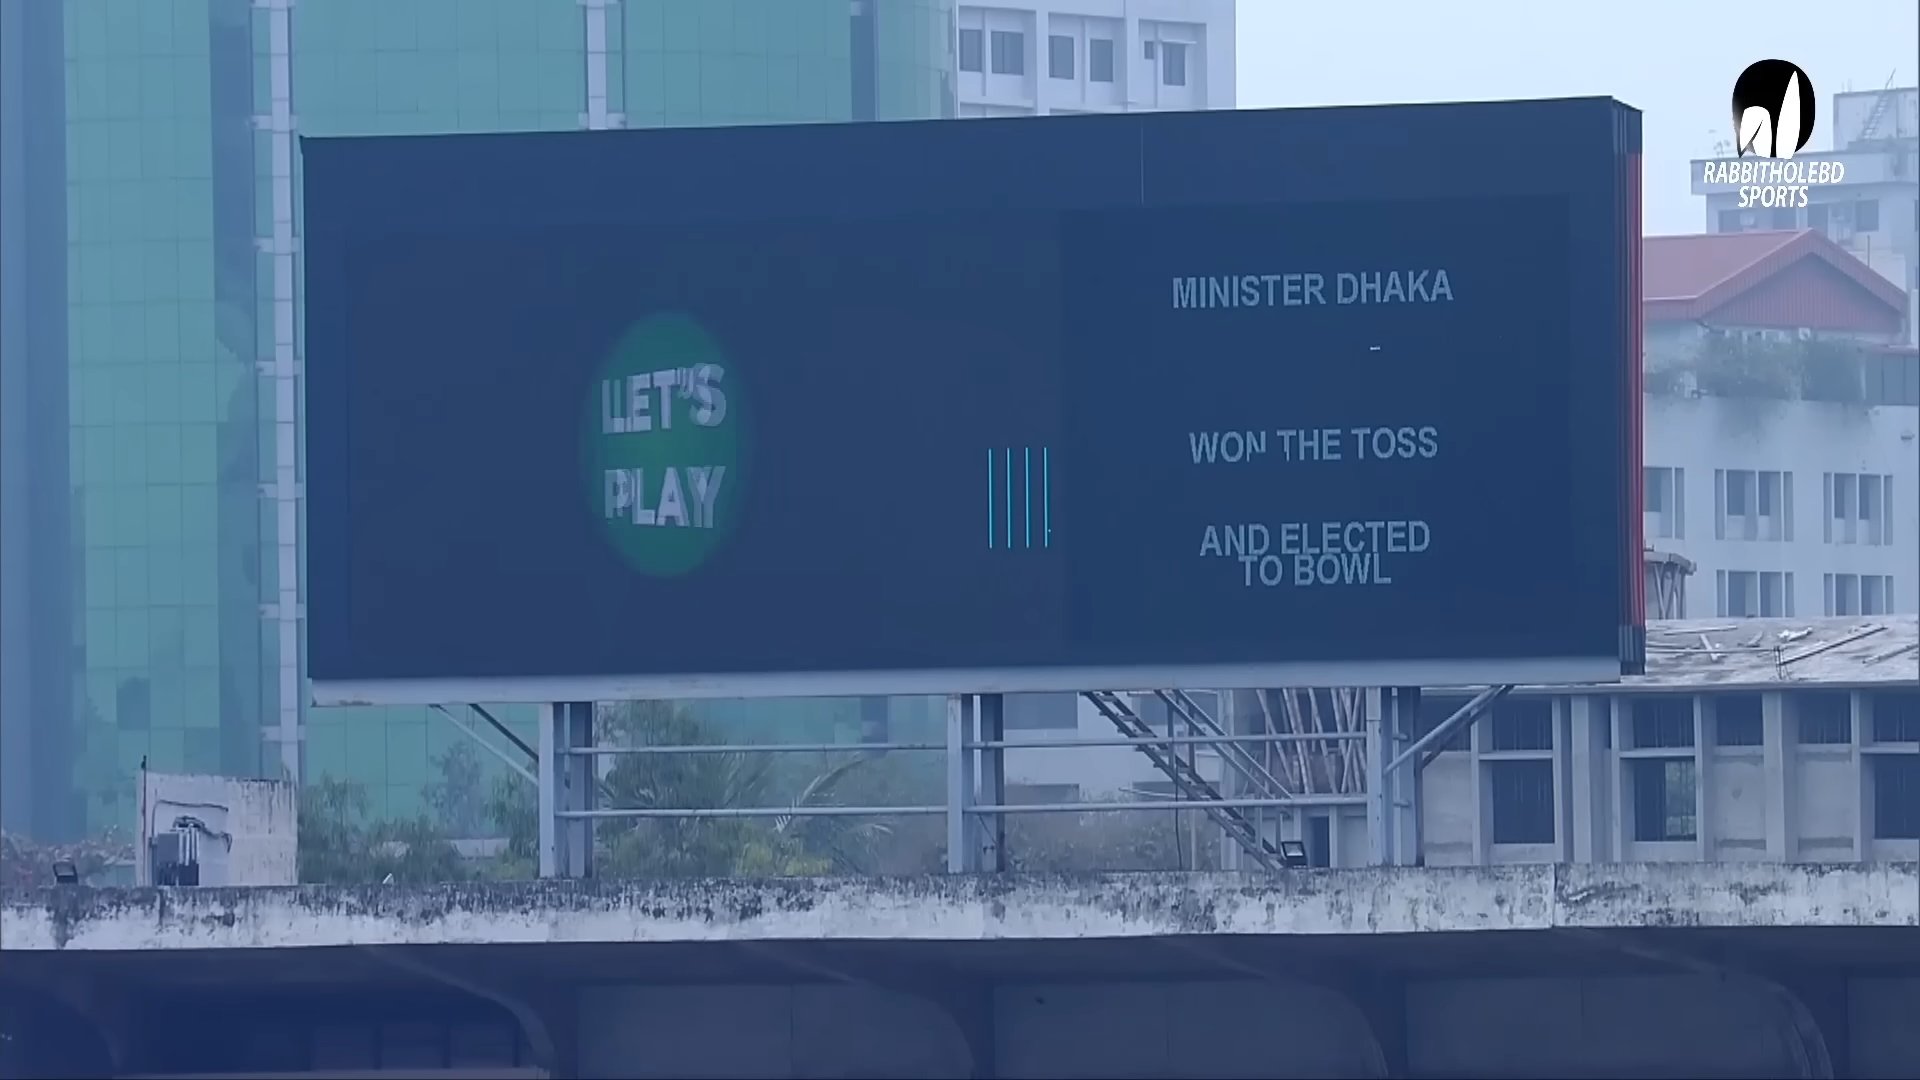 LET'S
PLAY
MINISTER DHAKA
WON THE TOSS
AND ELECTED
TO BOWL
RABBITHOLEBD
SPORTS